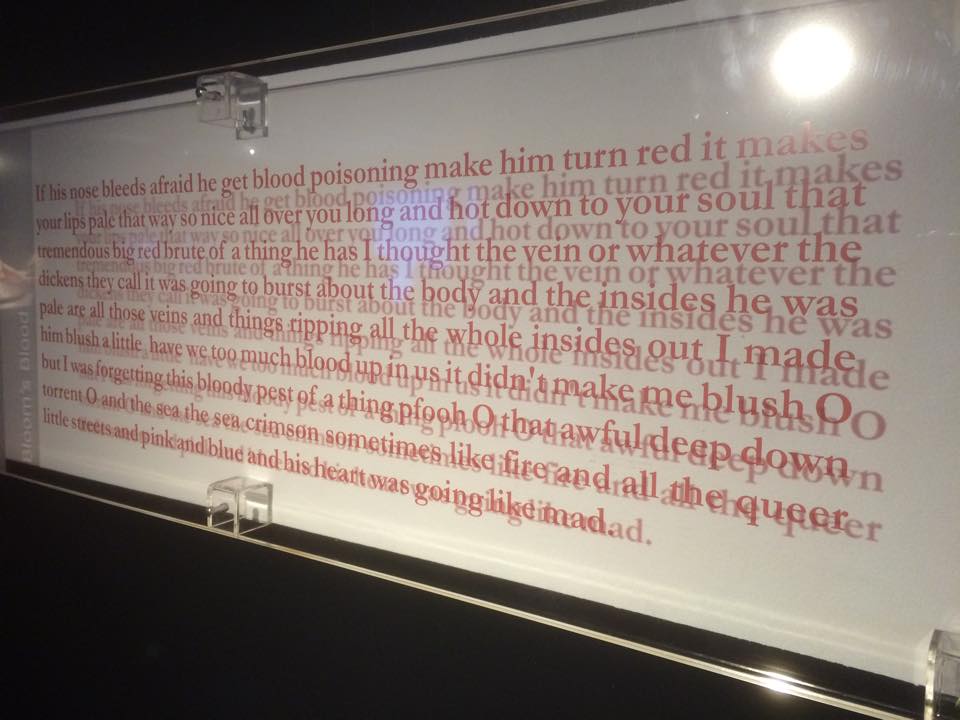 If his nose bleeds afraid he get blood poisoning make him turn red it makes
your lips pale that way so nice all over you long and hot down to your soul that
tremendous big red brute of a thing he has I thought the vein or whatever the
dickens they call it was going to burst about the body and the insides he was
pale are all those veins and things ripping all the whole insides out I made
him blush a little have we too much blood up in us it didn't make me blush O
but I was forgetting this bloody pest of a thing pfooh O that awful deep down
torrent O and the sea the sea crimson sometimes like fire and all the queer
little streets and pink and blue and his heart was going like mad.
Bloom's Blood